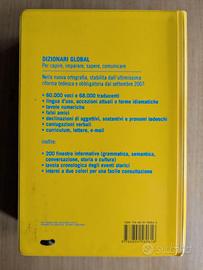 DIZIONARI GLOBAL
Per capire, imparare, sapere, comunicare
Nella nuova ortografia, stabilita dall'ultimissima
riforma tedesca e obbligatoria dal settembre 2007:
• 60.000 voci e 68.000 traducenti
• lingua d'uso, accezioni attuali e forme idiomatiche
• tavole numeriche
• falsi amici
• declinazioni di aggettivi, sostantivi e pronomi tedeschi
• coniugazioni verbali
• curriculum, lettere, e-mail
inoltre:
• 200 finestre informative (grammatica, semantica,
conversazione, storia e cultura)
• tavola cronologica degli eventi storici
• interni a due colori per una facile consultazione